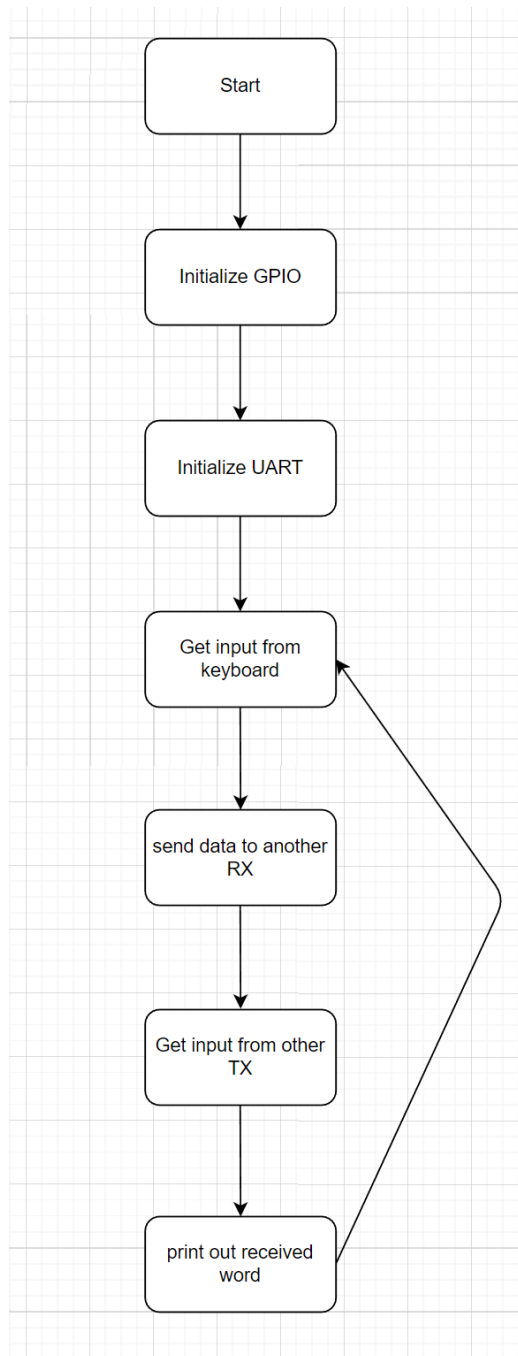 Start
Initialize GPIO
Initialize UART
Get input from
keyboard
send data to another
RX
Get input from other
TX
print out received
word